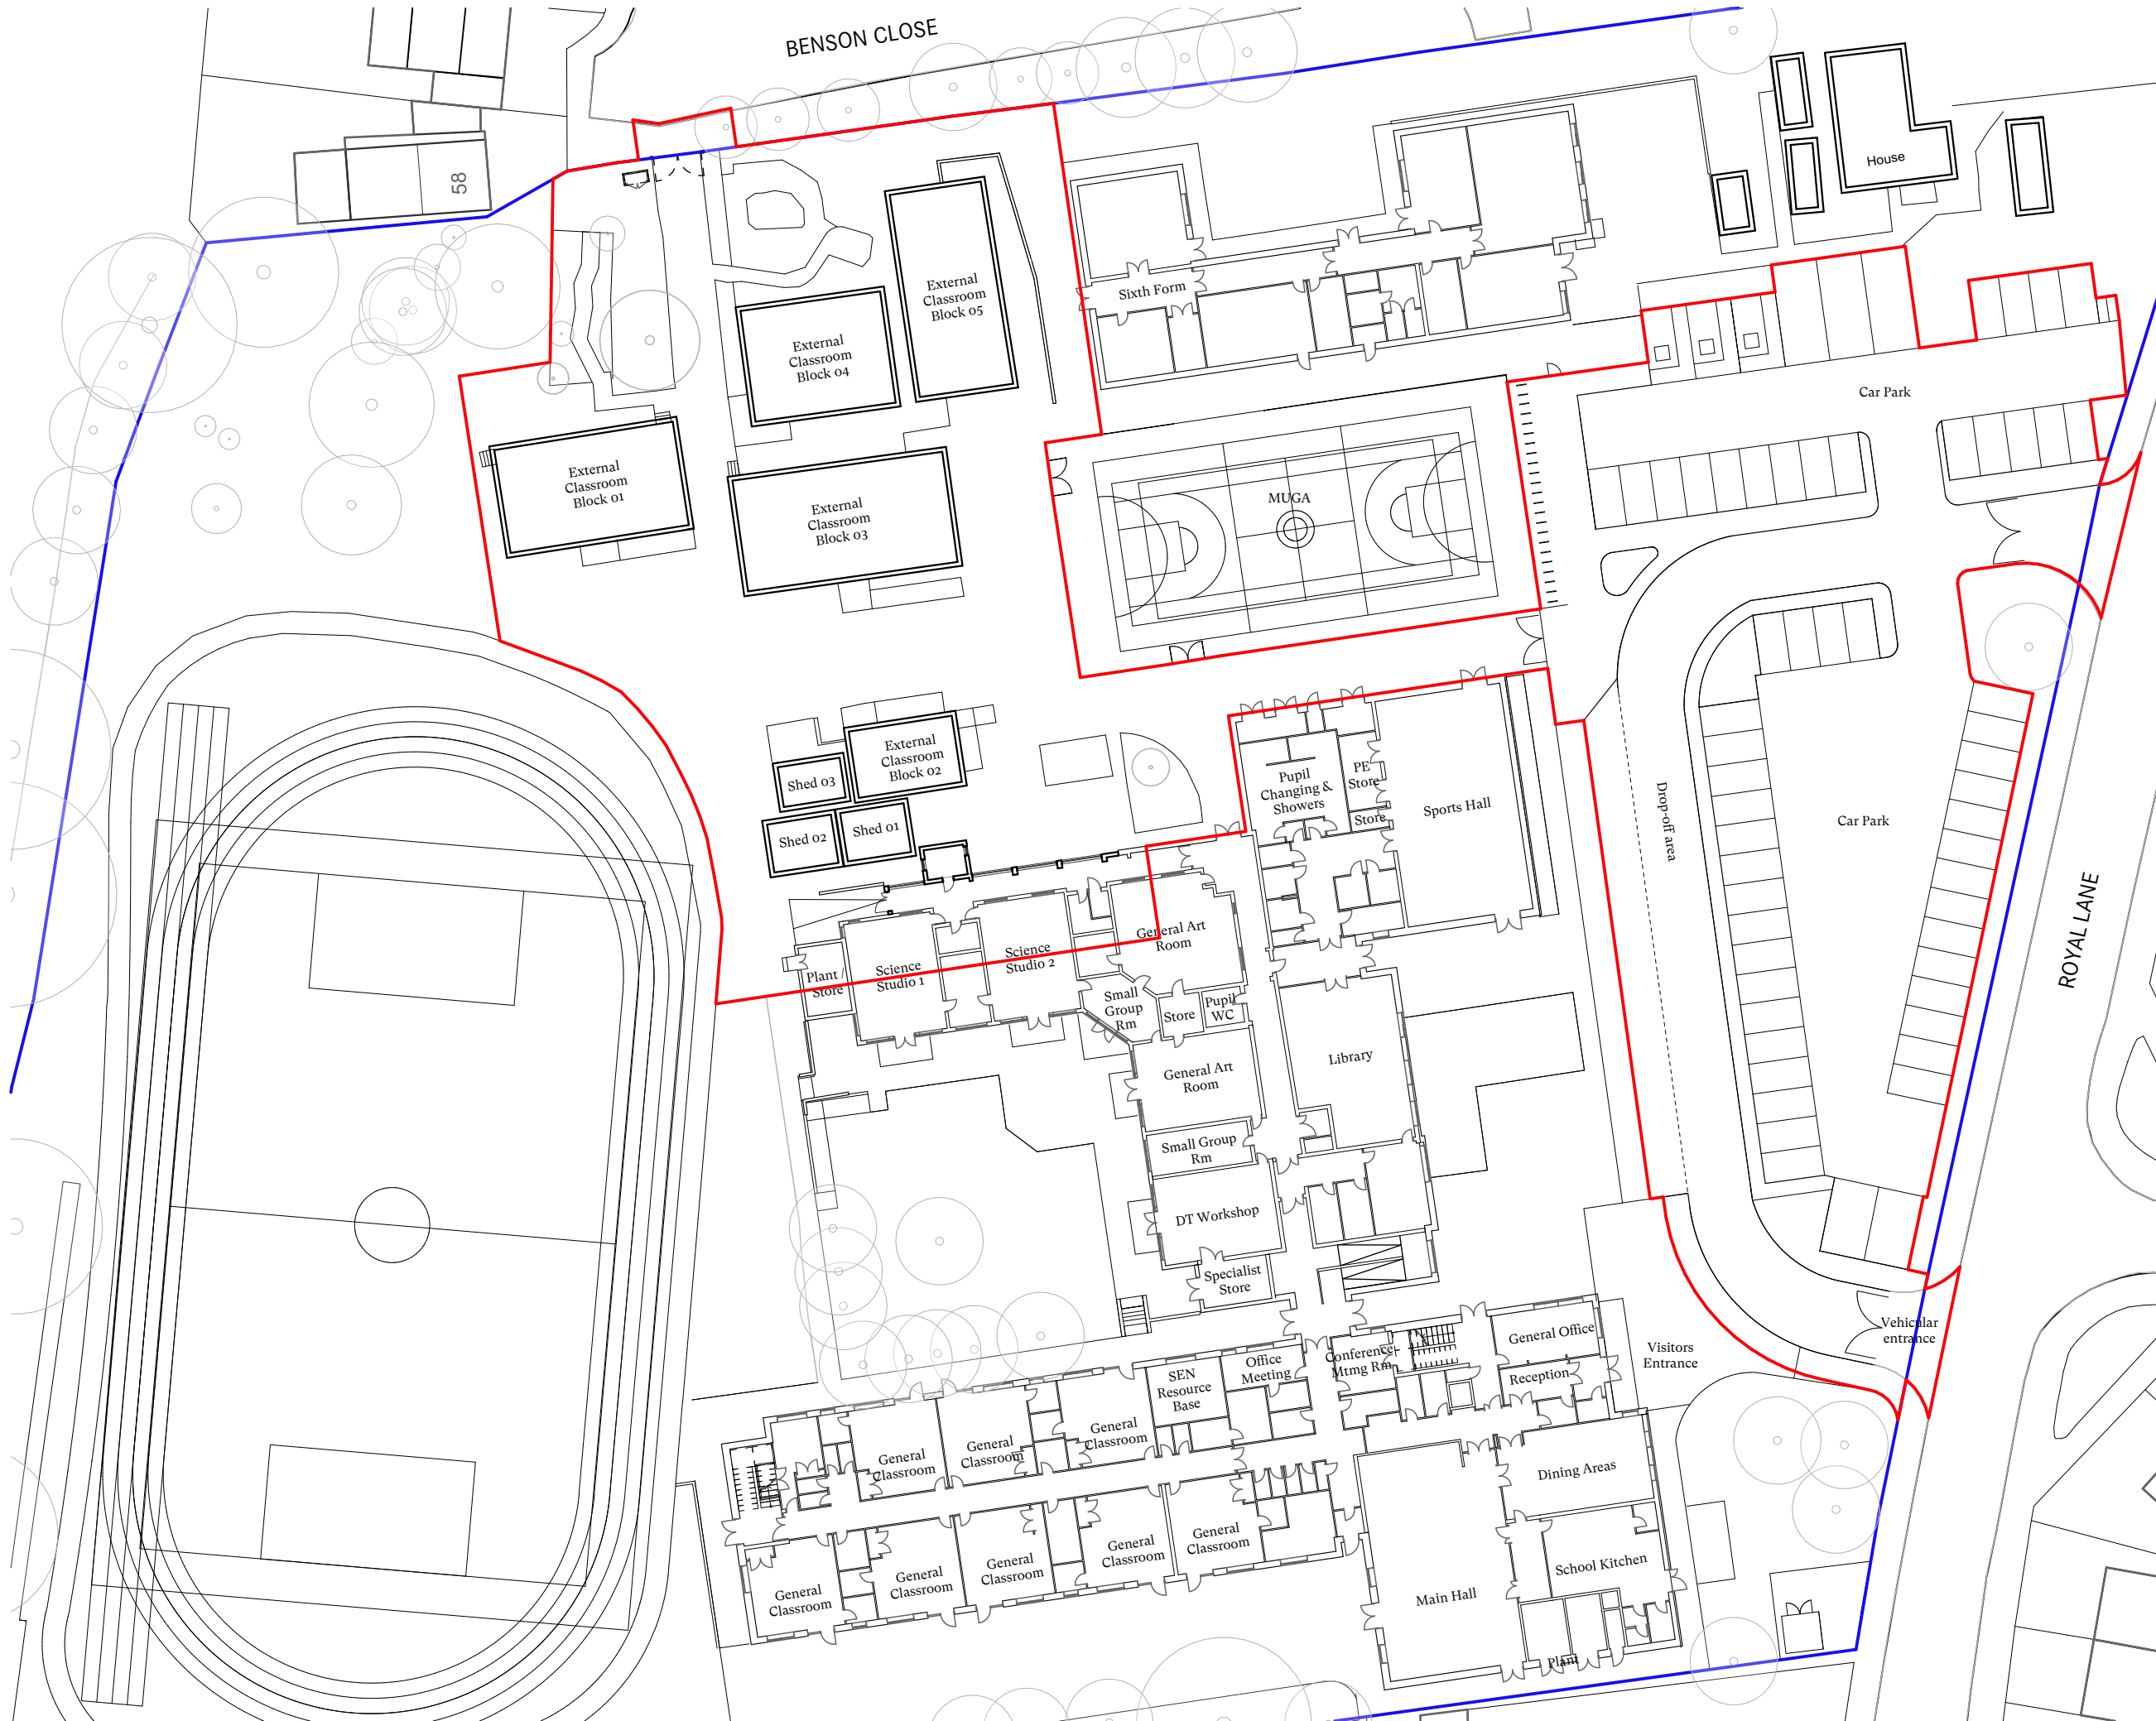 BENSON CLOSE
58
House
External
Classroom
Block 05
Sixth Form
External
Classroom
Block 04
Car Park
External
Classroom
Block 01
External
Classroom
Block 03
MUGA
External
Classroom
Block 02
Shed 03
Shed 02
Shed 01
Pupil
Changing &
Showers
PE
Store
Store
Sports Hall
Drop-off area
Car Park
ROYAL LANE
Plant /
Store
Science
Studio 1
Science
Studio 2
General Art
Room
Small
Group
Rm
Store
Pupil
WC
Library
General Art
Room
Small Group
Rm
DT Workshop
Specialist
Store
Vehicular
entrance
Visitors
Entrance
General Office
Reception
Conference
Mtmg Rm
Office
Meeting
SEN
Resource
Base
General
Classroom
General
Classroom
General
Classroom
Dining Areas
General
Classroom
General
Classroom
General
Classroom
General
Classroom
General
Classroom
School Kitchen
Main Hall
Plant